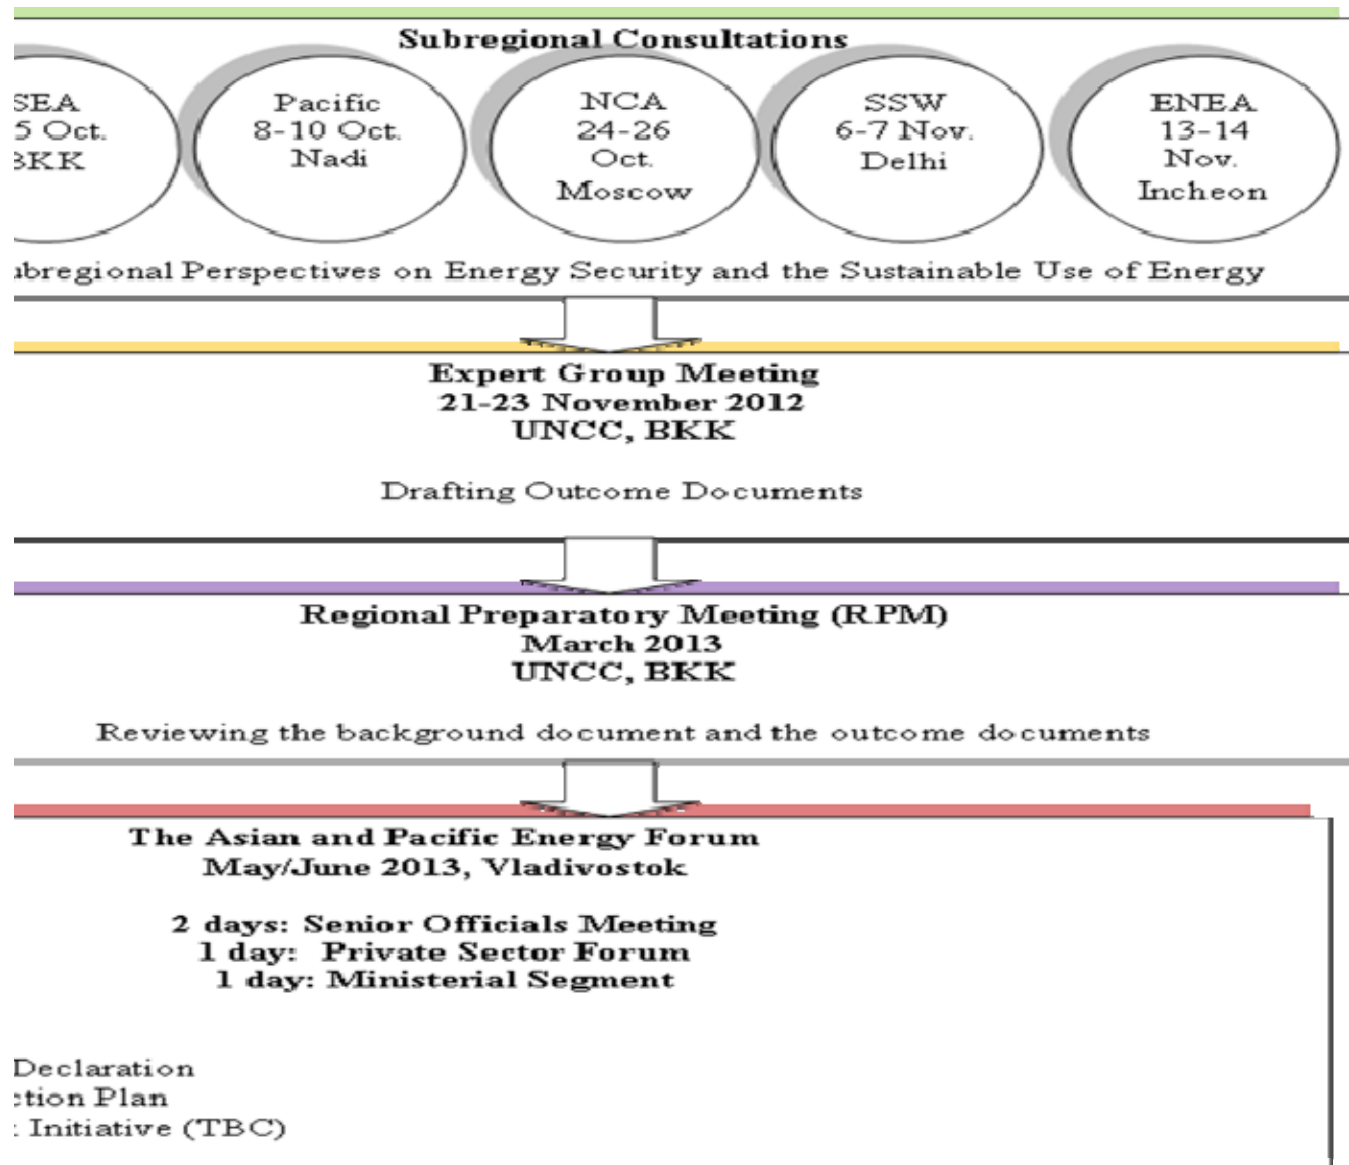 Subregional Consultations
SEA
5 Oct.
BKK
Pacific
8-10 Oct.
Nadi
NCA
24-26
Oct.
Moscow
SSW
6-7 Nov.
Delhi
ENEA
13-14
Nov.
Incheon
ubregional Perspectives on Energy Security and the Sustainable Use of Energy
Expert Group Meeting
21-23 November 2012
UNCC, BKK
Drafting Outcome Documents
Regional Preparatory Meeting (RPM)
March 2013
UNCC, BKK
Reviewing the background document and the outcome documents
The Asian and Pacific Energy Forum
May/June 2013, Vladivostok
2 days: Senior Officials Meeting
1 day: Private Sector Forum
1 day: Ministerial Segment
Declaration
ction Plan
Initiative (TBC)